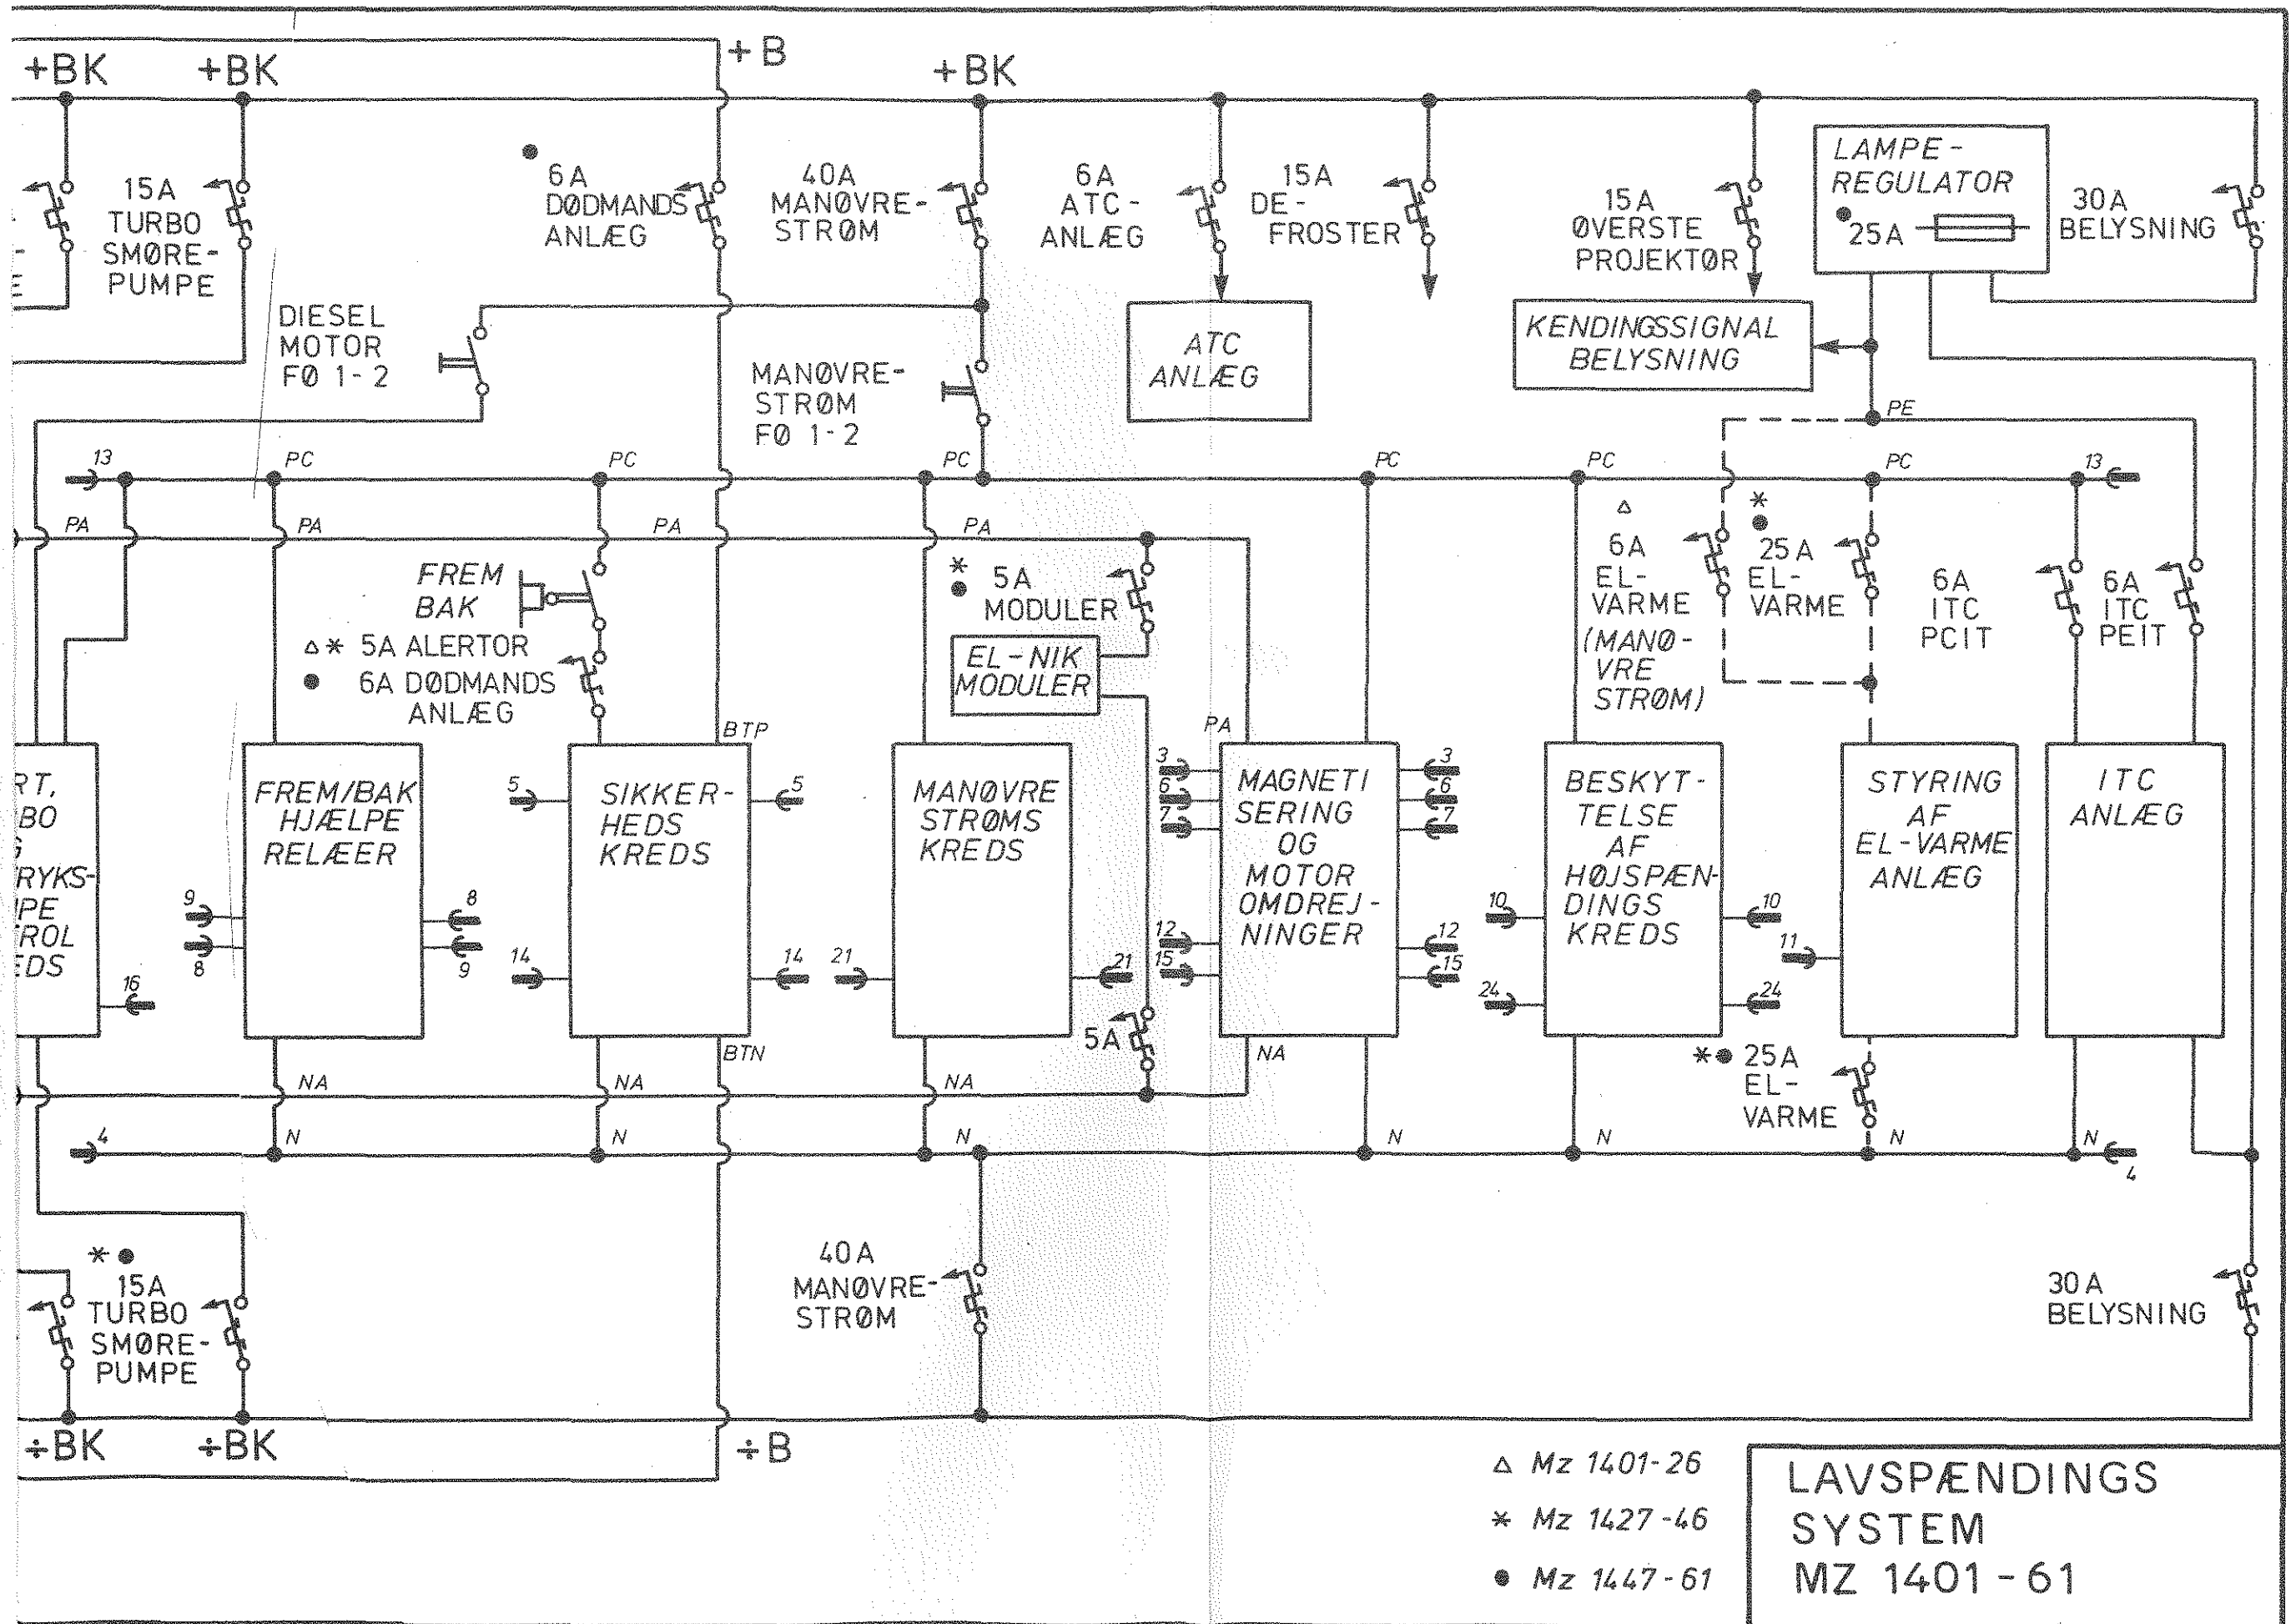 +B
+BK
+BK
+BK
15A
TURBO
SMØRE-
PUMPE
6A
DØDMANDS
ANLÆG
40A
MANØVRE-
STRØM
6A
ATC-
ANLÆG
15A
DE-
FROSTER
15A
ØVERSTE
PROJEKTØR
LAMPE-
REGULATOR
25A
30A
BELYSNING
DIESEL
MOTOR
FØ 1-2
MANØVRE-
STRØM
FØ 1-2
ATC
ANLÆG
KENDINGSSIGNAL
BELYSNING
PE
13
PC
PC
PC
PC
PC
PC
13
PA
PA
PA
PA
FREM
BAK
△ * 5A ALERTOR
● 6A DØDMANDS
ANLÆG
* ● 5A
MODULER
EL-NIK
MODULER
△
6A
EL-
VARME
(MANØ-
VRE
STRØM)
* ●
25A
EL-
VARME
6A
ITC
PCIT
6A
ITC
PEIT
BTP
PA
RT,
BO
G
RYKS-
PE
ROL
EDS
16
FREM/BAK
HJÆLPE
RELÆER
9
8
8
9
SIKKER-
HEDS
KREDS
5
5
14
14
MANØVRE
STRØMS
KREDS
21
21
MAGNETI
SERING
OG
MOTOR
OMDREJ-
NINGER
3
6
7
12
15
3
6
7
12
15
BESKYT-
TELSE
AF
HØJSPÆN-
DINGS
KREDS
10
24
10
24
STYRING
AF
EL-VARME
ANLÆG
11
ITC
ANLÆG
BTN
5A
NA
* ● 25A
EL-
VARME
NA
NA
NA
4
N
N
N
N
N
N
N
4
* ●
15A
TURBO
SMØRE-
PUMPE
40A
MANØVRE-
STRØM
30A
BELYSNING
÷BK
÷BK
÷B
△ Mz 1401-26
* Mz 1427-46
● Mz 1447-61
LAVSPÆNDINGS
SYSTEM
MZ 1401-61